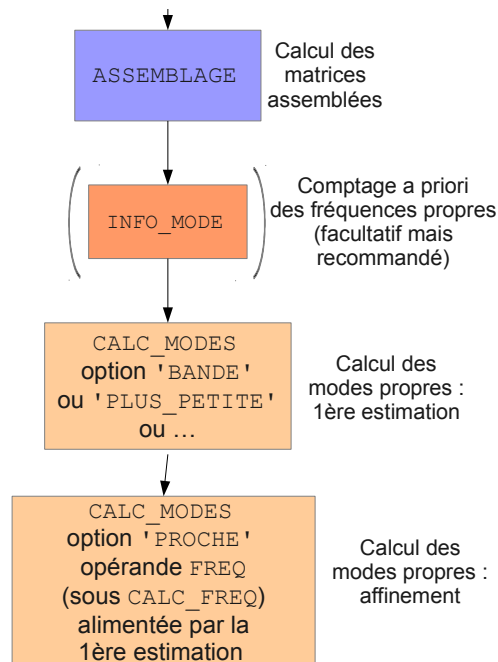 ASSEMBLAGE
Calcul des
matrices
assemblées
INFO_MODE
Comptage a priori
des fréquences propres
(facultatif mais
recommandé)
CALC_MODES
option 'BANDE'
ou 'PLUS_PETITE'
ou ...
Calcul des
modes propres :
1ère estimation
CALC_MODES
option 'PROCHE'
opérande FREQ
(sous CALC_FREQ)
alimentée par la
1ère estimation
Calcul des
modes propres :
affinement